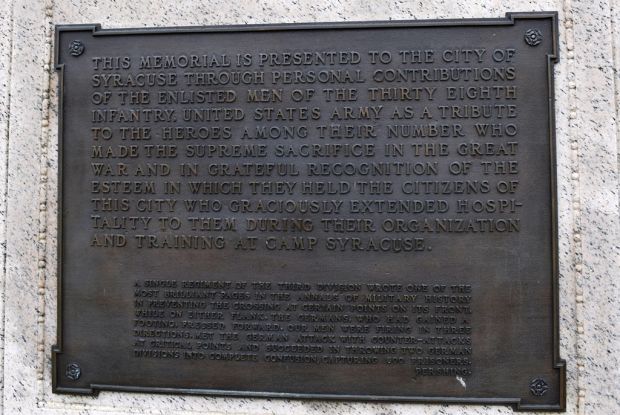 THIS MEMORIAL IS PRESENTED TO THE CITY OF
SYRACUSE THROUGH PERSONAL CONTRIBUTIONS
OF THE ENLISTED MEN OF THE THIRTY EIGHTH
INFANTRY, UNITED STATES ARMY AS A TRIBUTE
TO THE HEROES AMONG THEIR NUMBER WHO
MADE THE SUPREME SACRIFICE IN THE GREAT
WAR AND IN GRATEFUL RECOGNITION OF THE
ESTEEM IN WHICH THEY HELD THE CITIZENS OF
THIS CITY WHO GRACIOUSLY EXTENDED HOSPI-
TALITY TO THEM DURING THEIR ORGANIZATION
AND TRAINING AT CAMP SYRACUSE.
A SINGLE REGIMENT OF THE THIRD DIVISION WROTE ONE OF THE
MOST BRILLIANT PAGES IN THE ANNALS OF MILITARY HISTORY
IN PREVENTING THE CROSSING AT CERTAIN POINTS ON ITS FRONT,
WHILE ON EITHER FLANK, THE GERMANS, WHO HAD GAINED A
FOOTING, PRESSED FORWARD. OUR MEN WERE FIRING IN THREE
DIRECTIONS, MET THE GERMAN ATTACK WITH COUNTER-ATTACKS
AT CRITICAL POINTS AND SUCCEEDED IN THROWING TWO GERMAN
DIVISIONS INTO COMPLETE CONFUSION, CAPTURING 600 PRISONERS.
PERSHING.